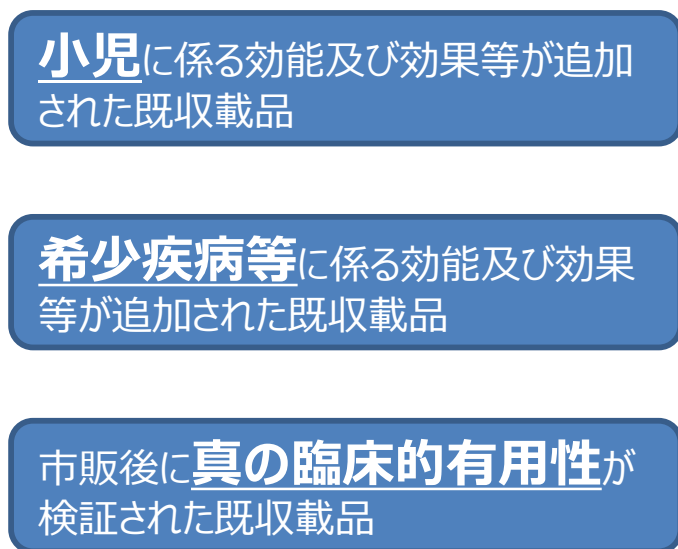 小児に係る効能及び効果等が追加
された既収載品
希少疾病等に係る効能及び効果
等が追加された既収載品
市販後に真の臨床的有用性が
検証された既収載品